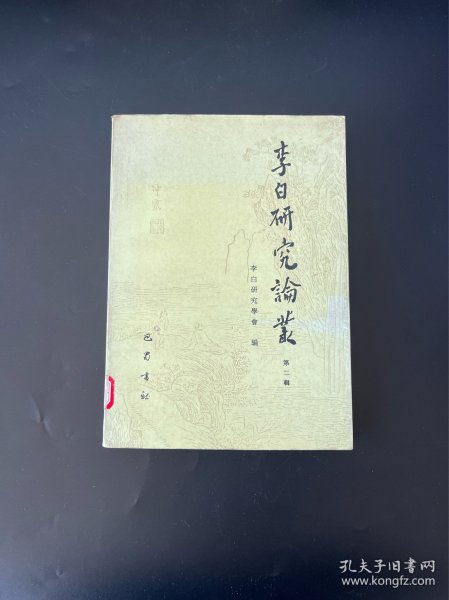 李白研究論叢
第二輯
李白研究學會 編
巴蜀書社
孔夫子旧书网
www.kongfz.com